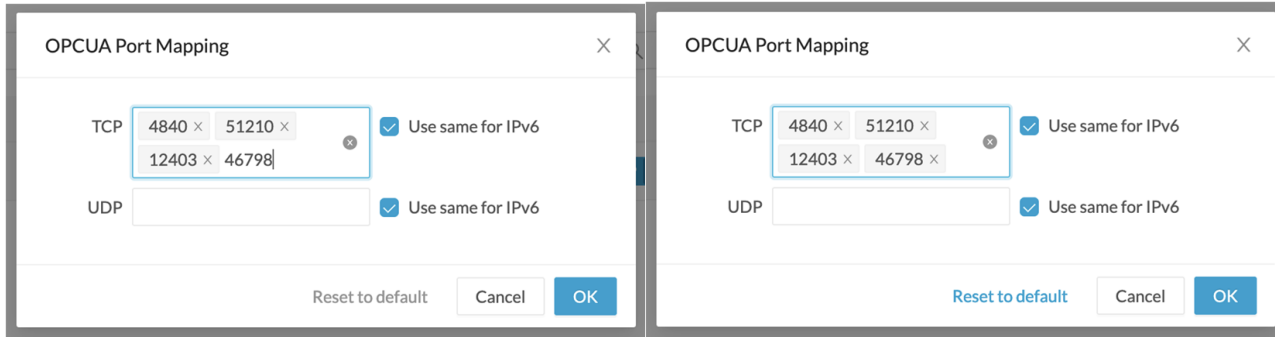 OPCUA Port Mapping
TCP 4840 51210 Use same for IPv6
12403 46798
UDP Use same for IPv6
Reset to default Cancel OK
OPCUA Port Mapping
TCP 4840 51210 Use same for IPv6
12403 46798
UDP Use same for IPv6
Reset to default Cancel OK